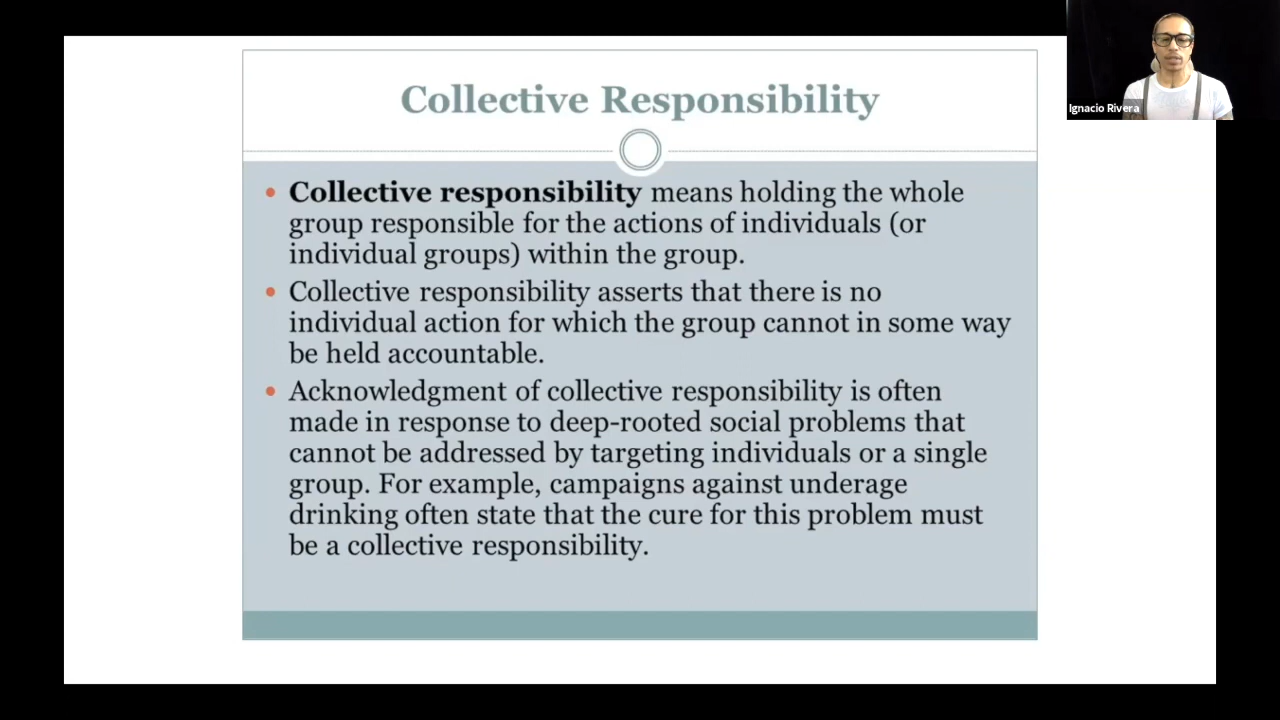 Collective Responsibility
Ignacio Rivera
• Collective responsibility means holding the whole
group responsible for the actions of individuals (or
individual groups) within the group.
• Collective responsibility asserts that there is no
individual action for which the group cannot in some way
be held accountable.
• Acknowledgment of collective responsibility is often
made in response to deep-rooted social problems that
cannot be addressed by targeting individuals or a single
group. For example, campaigns against underage
drinking often state that the cure for this problem must
be a collective responsibility.